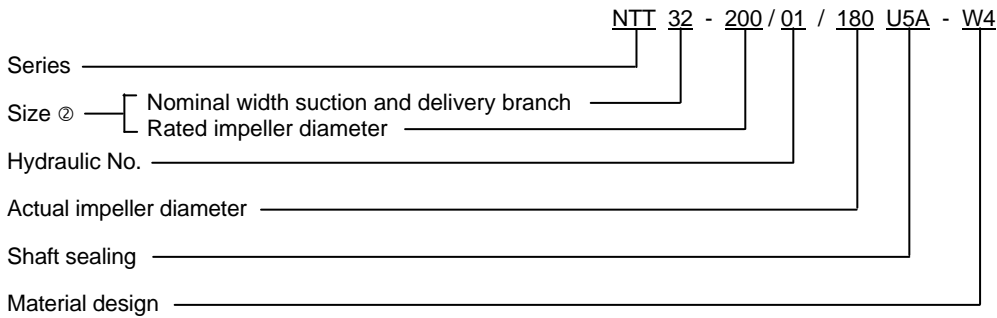 NTT 32 - 200 / 01 / 180 U5A - W4
Series
Size ② Nominal width suction and delivery branch
Rated impeller diameter
Hydraulic No.
Actual impeller diameter
Shaft sealing
Material design